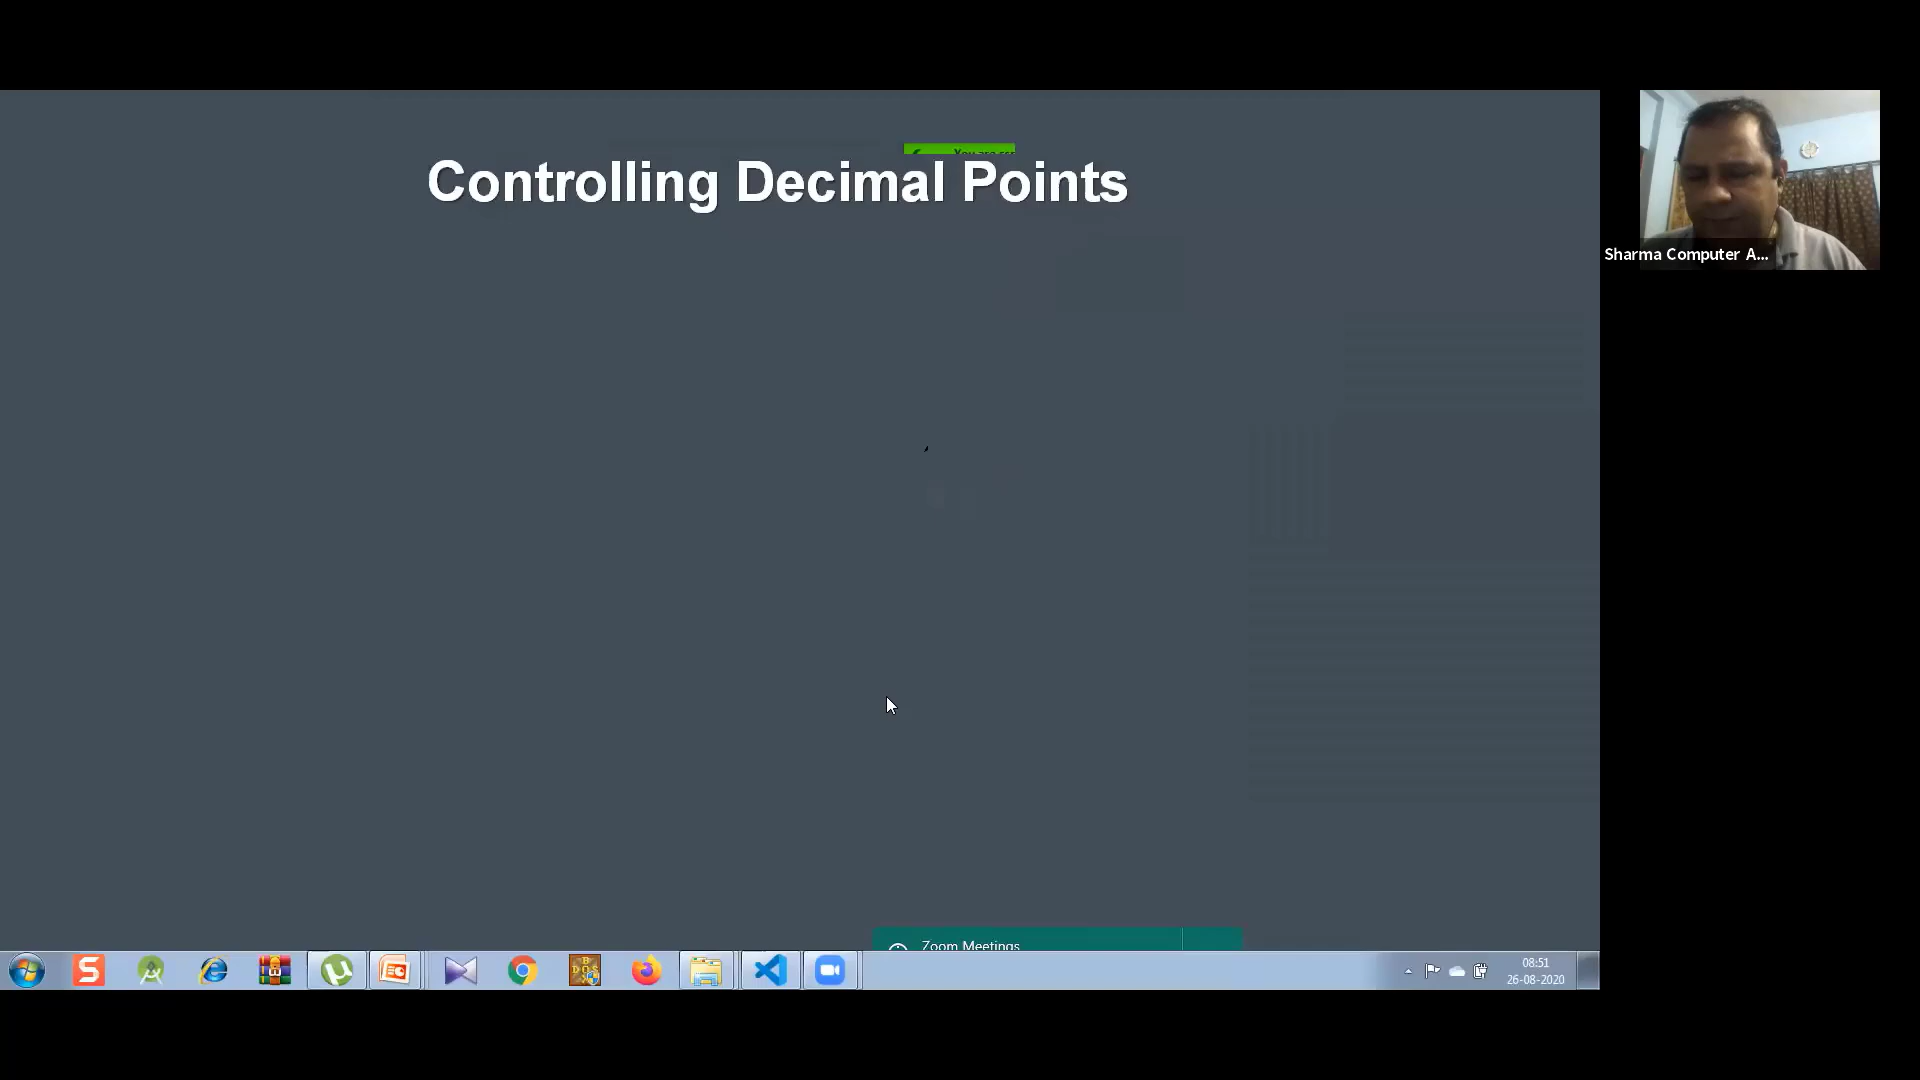 Controlling Decimal Points
Sharma Computer A...
Zoom Meetings
08:51
26-08-2020